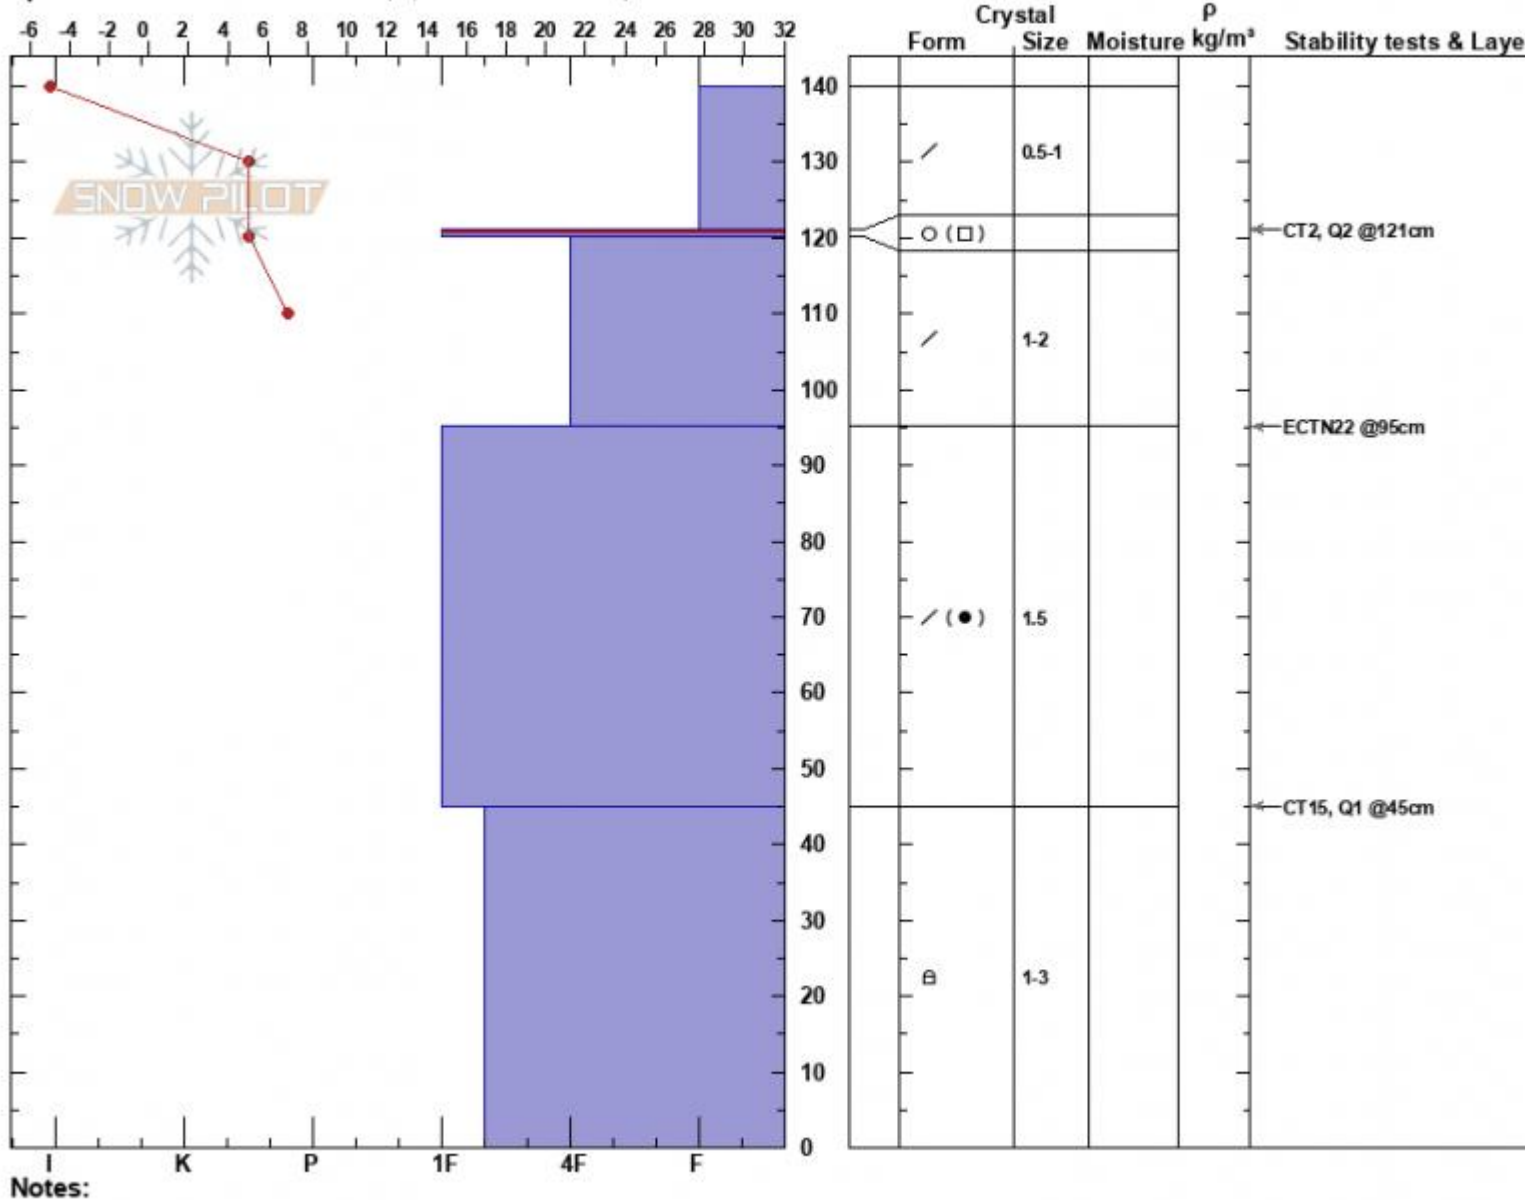 -6 -4 -2 0 2 4 6 8 10 12 14 16 18 20 22 24 26 28 30 32
Crystal ρ
Form Size Moisture kg/m³ Stability tests & Laye
140
0.5-1
130
SNOW PILOT
120
○ (□)
CT2, Q2 @121cm
110
1-2
100
ECTN22 @95cm
90
80
70
/ (●) 1.5
60
50
CT15, Q1 @45cm
40
30
20
1-3
10
0
I K P 1F 4F F
Notes: